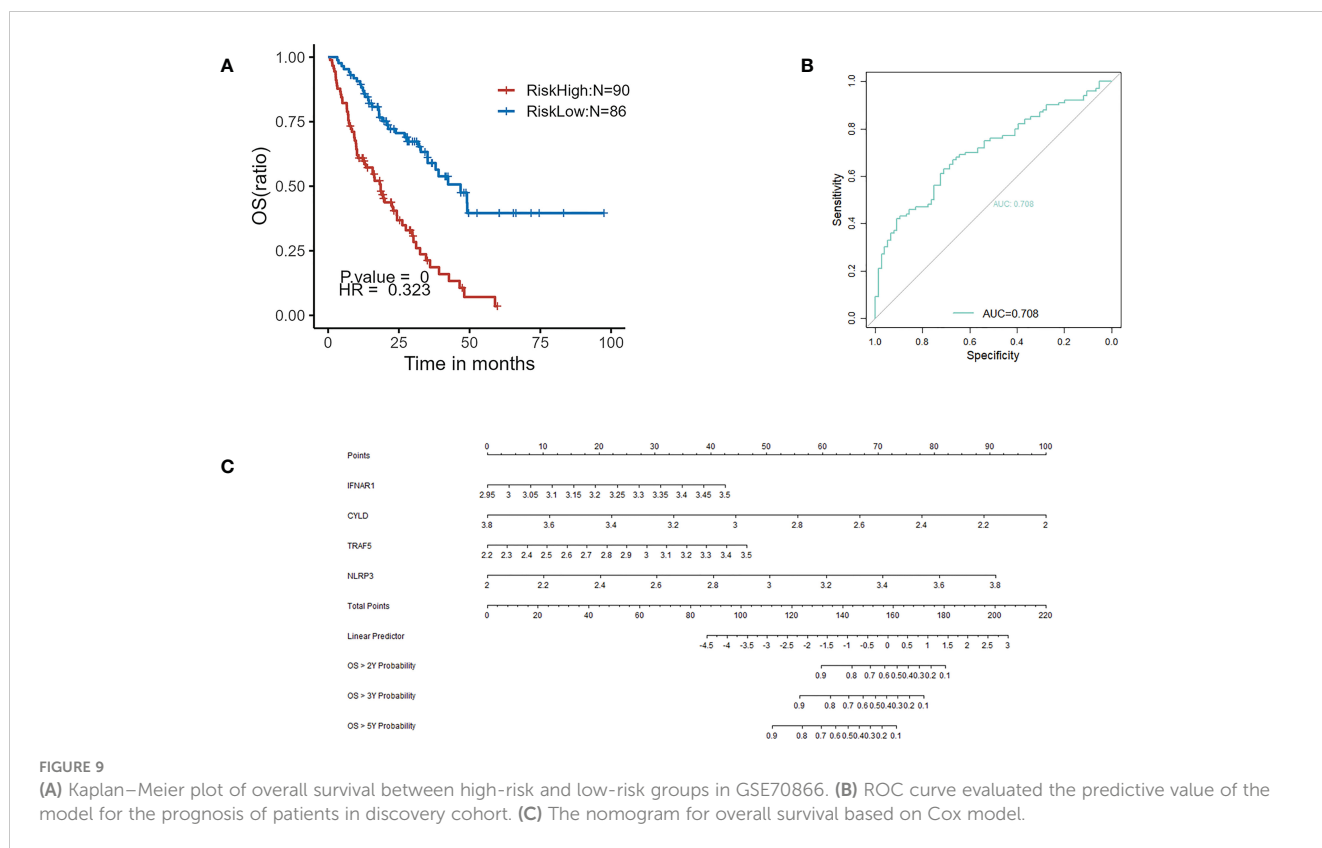 A
1.00
0.75
0.50
0.25
0.00
OS(ratio)
RiskHigh:N=90
RiskLow:N=86
P.value = 0
HR = 0.323
0 25 50 75 100
Time in months
B
1.0
0.8
0.6
0.4
0.2
0.0
Sensitivity
AUC: 0.708
AUC=0.708
1.0 0.8 0.6 0.4 0.2 0.0
Specificity
C
0 10 20 30 40 50 60 70 80 90 100
Points
IFNAR1
2.95 3 3.05 3.1 3.15 3.2 3.25 3.3 3.35 3.4 3.45 3.5
CYLD
3.8 3.6 3.4 3.2 3 2.8 2.6 2.4 2.2 2
TRAF5
2.2 2.3 2.4 2.5 2.6 2.7 2.8 2.9 3 3.1 3.2 3.3 3.4 3.5
NLRP3
2 2.2 2.4 2.6 2.8 3 3.2 3.4 3.6 3.8
Total Points
0 20 40 60 80 100 120 140 160 180 200 220
Linear Predictor
-4.5 -4 -3.5 -3 -2.5 -2 -1.5 -1 -0.5 0 0.5 1 1.5 2 2.5 3
OS > 2Y Probability
0.9 0.8 0.7 0.6 0.5 0.4 0.3 0.2 0.1
OS > 3Y Probability
0.9 0.8 0.7 0.6 0.5 0.4 0.3 0.2 0.1
OS > 5Y Probability
0.9 0.8 0.7 0.6 0.5 0.4 0.3 0.2 0.1
FIGURE 9
(A) Kaplan–Meier plot of overall survival between high-risk and low-risk groups in GSE70866. (B) ROC curve evaluated the predictive value of the
model for the prognosis of patients in discovery cohort. (C) The nomogram for overall survival based on Cox model.